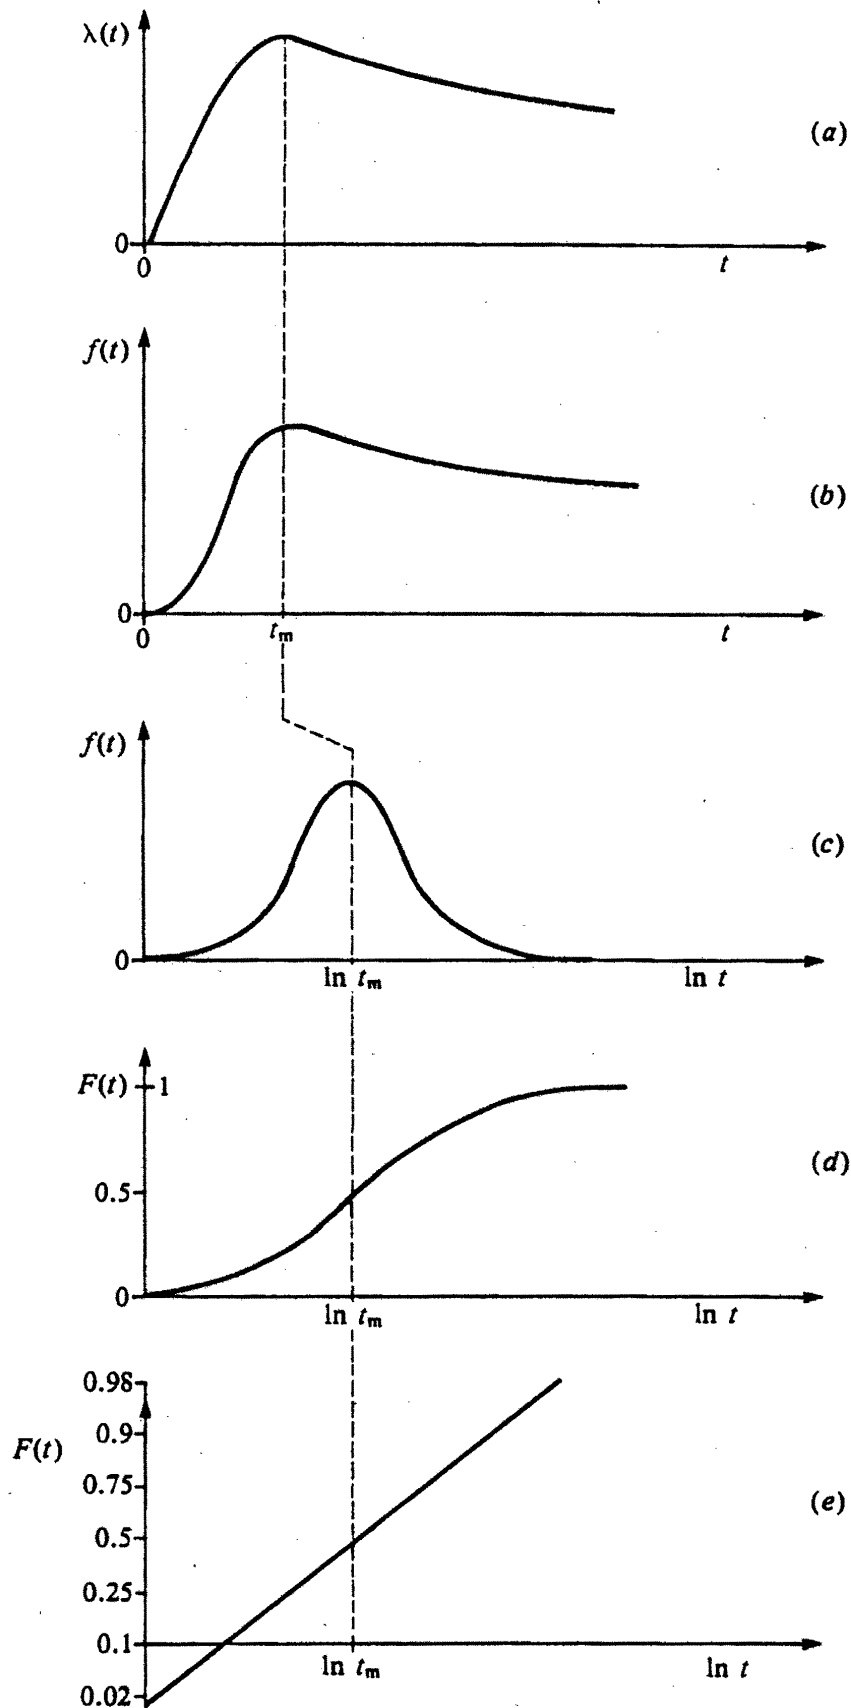 λ(t)
(a)
0
0
t
f(t)
(b)
0
0
t_m
t
f(t)
(c)
0
ln t_m
ln t
F(t)
1
(d)
0.5
0
ln t_m
ln t
0.98
0.9
F(t)
0.75
(e)
0.5
0.25
0.1
ln t_m
ln t
0.02